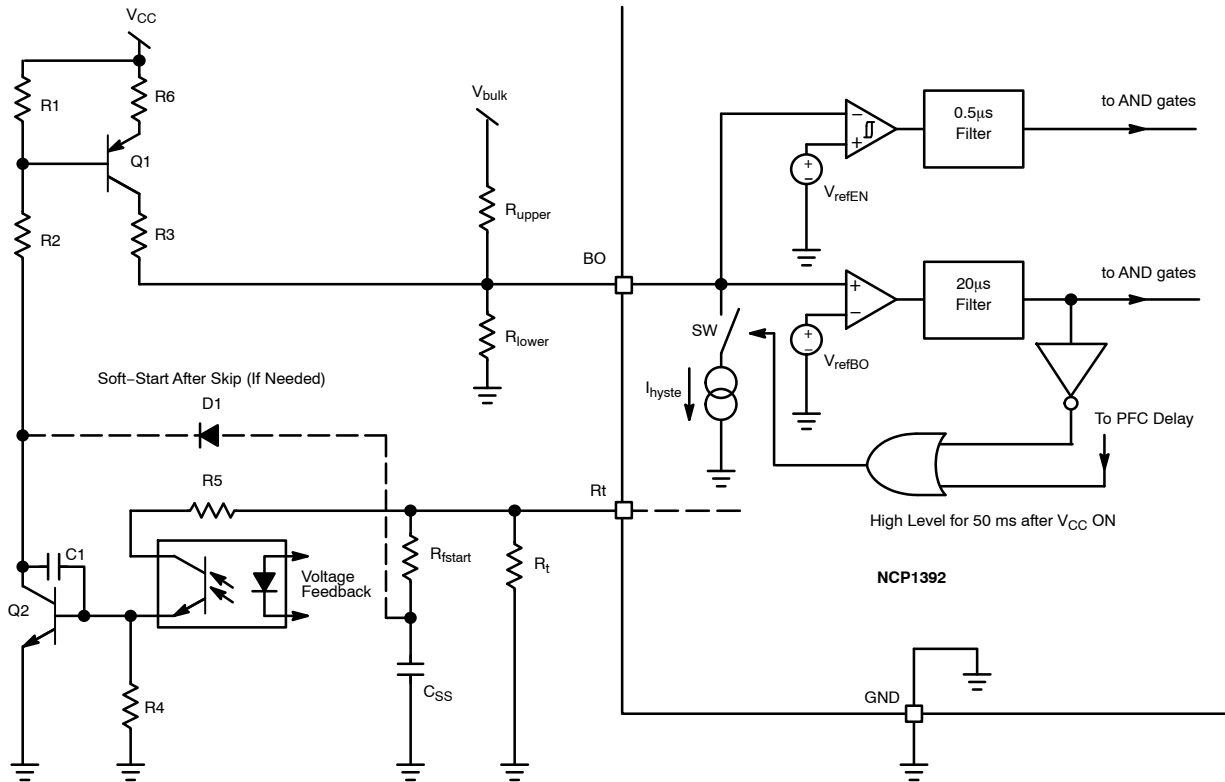 VCC
R1
R6
Q1
R2
R3
Vbulk
Rupper
Rlower
BO
VrefEN
0.5µs
Filter
to AND gates
SW
Ihyste
VrefBO
20µs
Filter
to AND gates
To PFC Delay
High Level for 50 ms after VCC ON
NCP1392
Soft–Start After Skip (If Needed)
D1
R5
Rt
C1
Q2
Voltage
Feedback
Rfstart
Rt
R4
CSS
GND